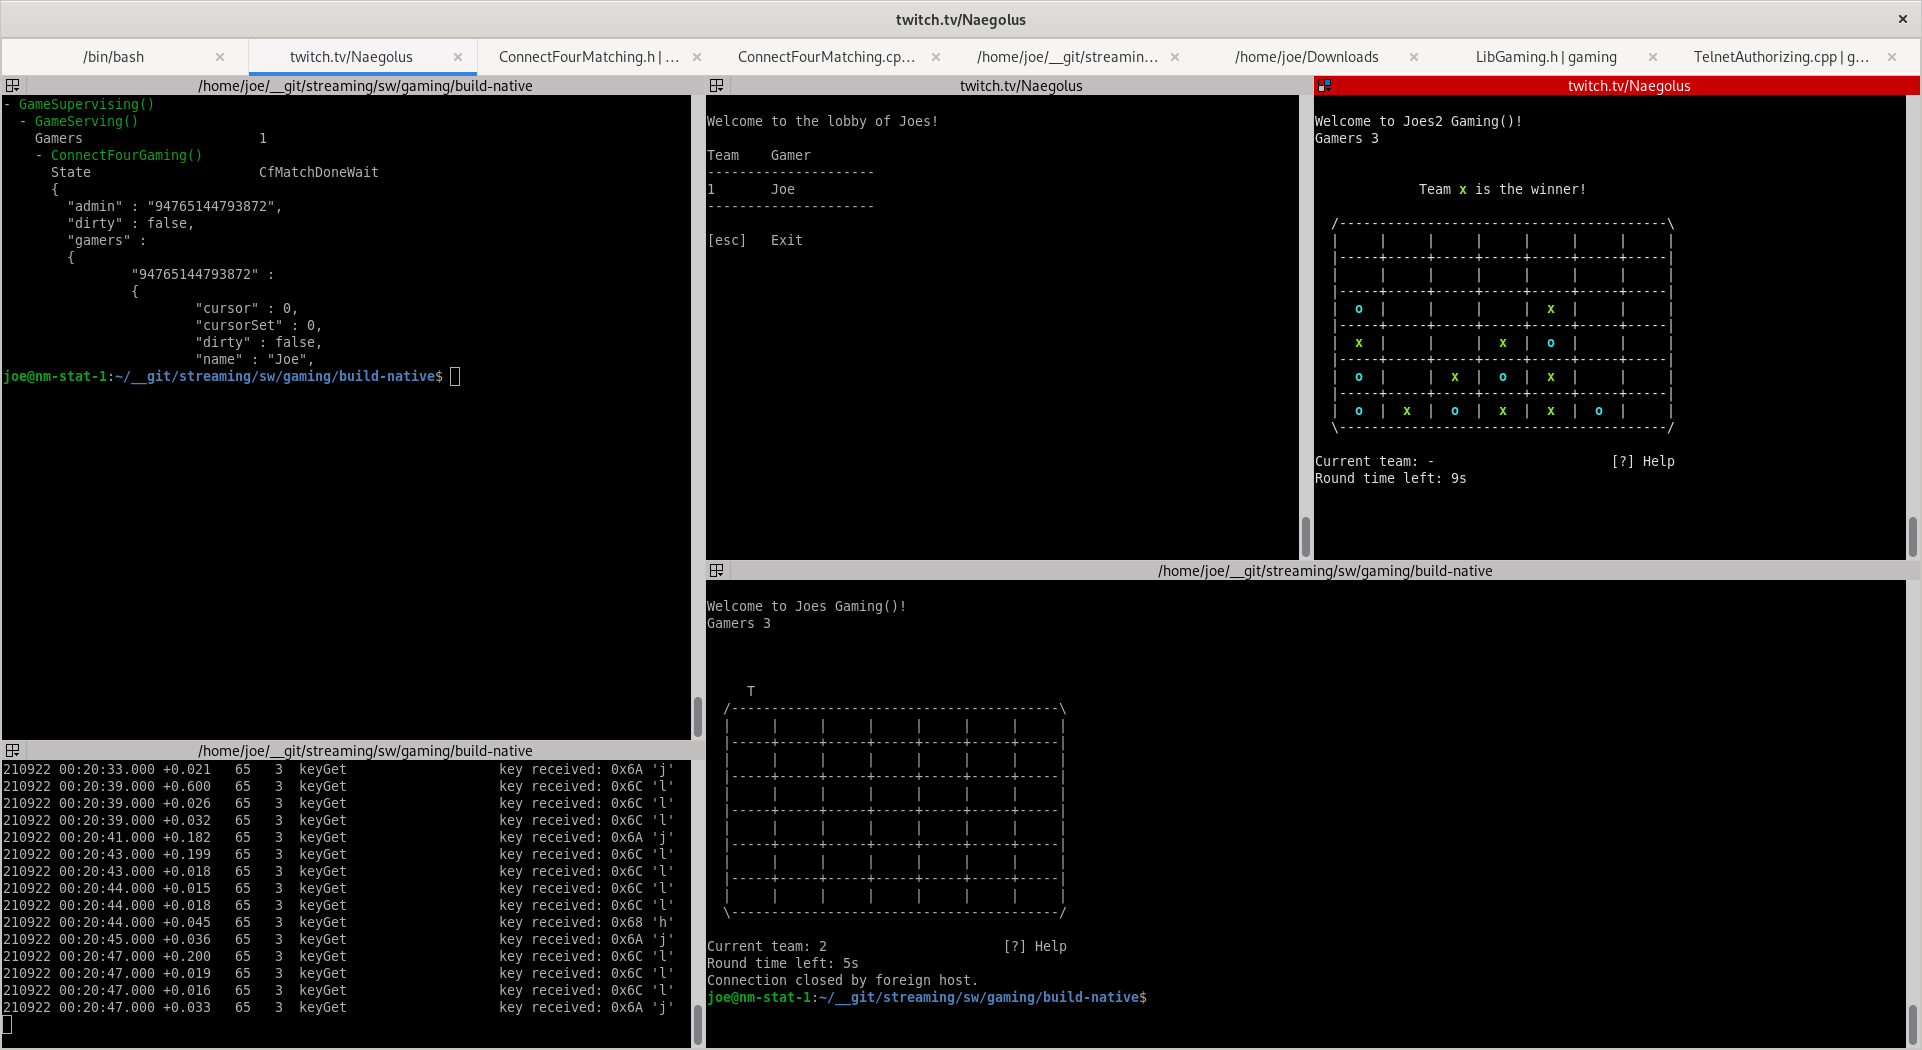 twitch.tv/Naegolus
/bin/bash
twitch.tv/Naegolus
ConnectFourMatching.h | ...
ConnectFourMatching.cp...
/home/joe/__git/streamin...
/home/joe/Downloads
LibGaming.h | gaming
TelnetAuthorizing.cpp | g...
/home/joe/__git/streaming/sw/gaming/build-native
- GameSupervising()
  - GameServing()
    Gamers                      1
    - ConnectFourGaming()
      State                     CfMatchDoneWait
      {
        "admin" : "94765144793872",
        "dirty" : false,
        "gamers" :
        {
                "94765144793872" :
                {
                        "cursor" : 0,
                        "cursorSet" : 0,
                        "dirty" : false,
                        "name" : "Joe",
joe@nm-stat-1:~/__git/streaming/sw/gaming/build-native$
twitch.tv/Naegolus
Welcome to the lobby of Joes!
Team    Gamer
---------------------
1       Joe
---------------------
[esc]   Exit
twitch.tv/Naegolus
Welcome to Joes2 Gaming()!
Gamers 3
             Team x is the winner!
  /-----------------------------------------\
  |     |     |     |     |     |     |     |
  |-----+-----+-----+-----+-----+-----+-----|
  |     |     |     |     |     |     |     |
  |-----+-----+-----+-----+-----+-----+-----|
  |  o  |     |     |     |  x  |     |     |
  |-----+-----+-----+-----+-----+-----+-----|
  |  x  |     |     |  x  |  o  |     |     |
  |-----+-----+-----+-----+-----+-----+-----|
  |  o  |     |  x  |  o  |  x  |     |     |
  |-----+-----+-----+-----+-----+-----+-----|
  |  o  |  x  |  o  |  x  |  x  |  o  |     |
  \-----------------------------------------/
Current team: -                      [?] Help
Round time left: 9s
/home/joe/__git/streaming/sw/gaming/build-native
210922 00:20:33.000 +0.021   65   3  keyGet                   key received: 0x6A 'j'
210922 00:20:39.000 +0.600   65   3  keyGet                   key received: 0x6C 'l'
210922 00:20:39.000 +0.026   65   3  keyGet                   key received: 0x6C 'l'
210922 00:20:39.000 +0.032   65   3  keyGet                   key received: 0x6C 'l'
210922 00:20:41.000 +0.182   65   3  keyGet                   key received: 0x6A 'j'
210922 00:20:43.000 +0.199   65   3  keyGet                   key received: 0x6C 'l'
210922 00:20:43.000 +0.018   65   3  keyGet                   key received: 0x6C 'l'
210922 00:20:44.000 +0.015   65   3  keyGet                   key received: 0x6C 'l'
210922 00:20:44.000 +0.018   65   3  keyGet                   key received: 0x6C 'l'
210922 00:20:44.000 +0.045   65   3  keyGet                   key received: 0x68 'h'
210922 00:20:45.000 +0.036   65   3  keyGet                   key received: 0x6A 'j'
210922 00:20:47.000 +0.200   65   3  keyGet                   key received: 0x6C 'l'
210922 00:20:47.000 +0.019   65   3  keyGet                   key received: 0x6C 'l'
210922 00:20:47.000 +0.016   65   3  keyGet                   key received: 0x6C 'l'
210922 00:20:47.000 +0.033   65   3  keyGet                   key received: 0x6A 'j'
/home/joe/__git/streaming/sw/gaming/build-native
Welcome to Joes Gaming()!
Gamers 3
     T
  /-----------------------------------------\
  |     |     |     |     |     |     |     |
  |-----+-----+-----+-----+-----+-----+-----|
  |     |     |     |     |     |     |     |
  |-----+-----+-----+-----+-----+-----+-----|
  |     |     |     |     |     |     |     |
  |-----+-----+-----+-----+-----+-----+-----|
  |     |     |     |     |     |     |     |
  |-----+-----+-----+-----+-----+-----+-----|
  |     |     |     |     |     |     |     |
  |-----+-----+-----+-----+-----+-----+-----|
  |     |     |     |     |     |     |     |
  \-----------------------------------------/
Current team: 2                      [?] Help
Round time left: 5s
Connection closed by foreign host.
joe@nm-stat-1:~/__git/streaming/sw/gaming/build-native$